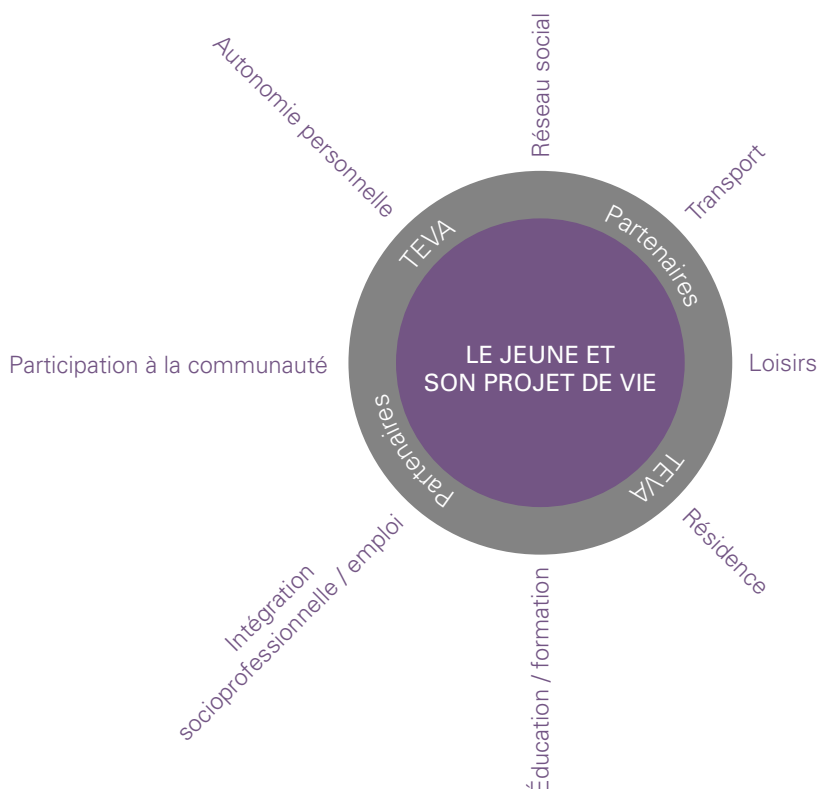 Réseau social
Autonomie personnelle
Transport
TEVA
Partenaires
Participation à la communauté
LE JEUNE ET
SON PROJET DE VIE
Loisirs
Partenaires
TEVA
Résidence
Intégration
socioprofessionnelle / emploi
Éducation / formation